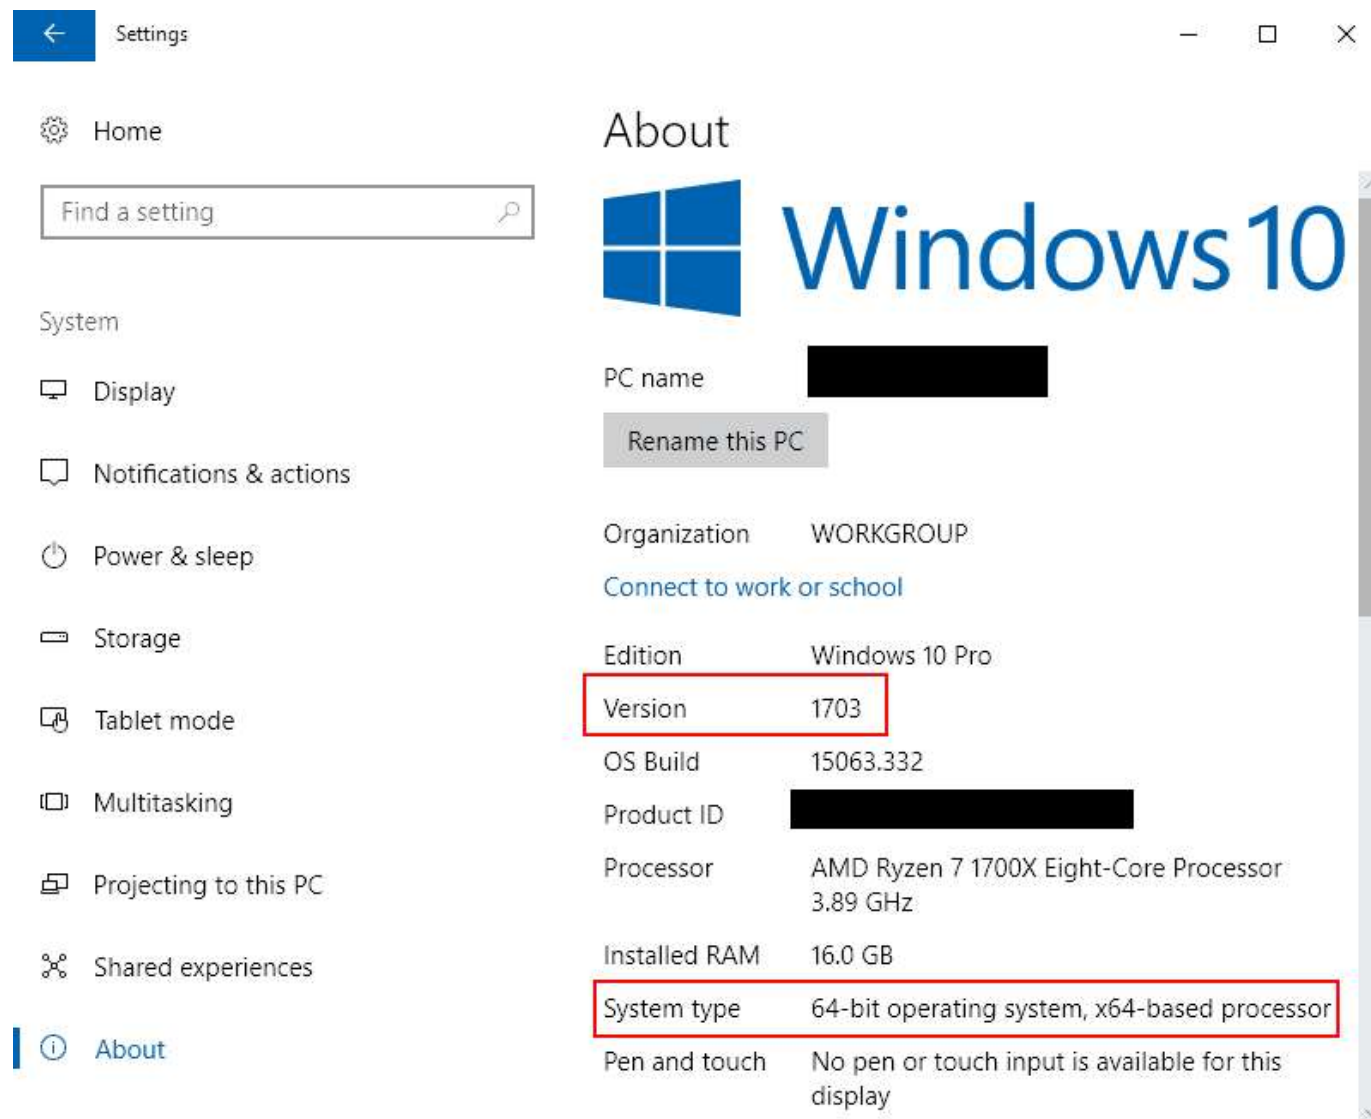 Settings
Home
Find a setting
System
Display
Notifications & actions
Power & sleep
Storage
Tablet mode
Multitasking
Projecting to this PC
Shared experiences
About
About
Windows 10
PC name
Rename this PC
Organization WORKGROUP
Connect to work or school
Edition Windows 10 Pro
Version 1703
OS Build 15063.332
Product ID
Processor AMD Ryzen 7 1700X Eight-Core Processor
3.89 GHz
Installed RAM 16.0 GB
System type 64-bit operating system, x64-based processor
Pen and touch No pen or touch input is available for this
display